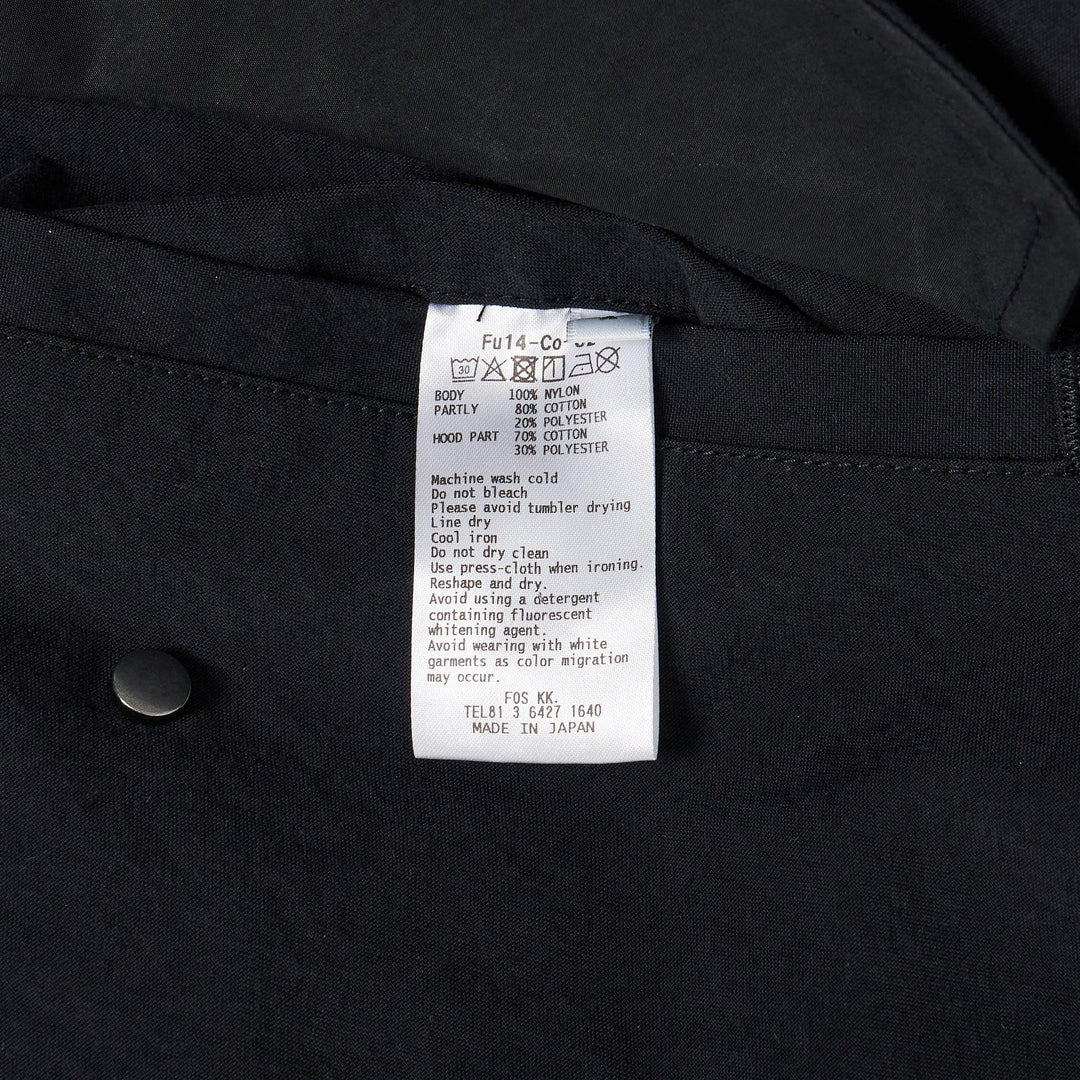 Fu14-Co-
30
BODY 100% NYLON
PARTLY 80% COTTON
20% POLYESTER
HOOD PART 70% COTTON
30% POLYESTER
Machine wash cold
Do not bleach
Please avoid tumbler drying
Line dry
Cool iron
Do not dry clean
Use press-cloth when ironing.
Reshape and dry.
Avoid using a detergent
containing fluorescent
whitening agent.
Avoid wearing with white
garments as color migration
may occur.
FOS KK.
TEL81 3 6427 1640
MADE IN JAPAN